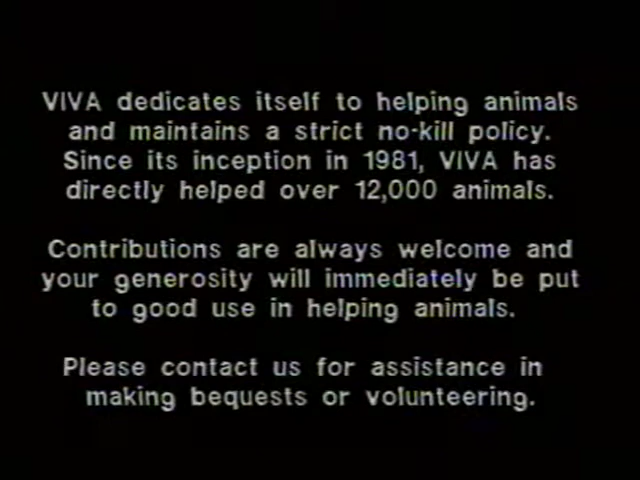 VIVA dedicates itself to helping animals
and maintains a strict no-kill policy.
Since its inception in 1981, VIVA has
directly helped over 12,000 animals.
Contributions are always welcome and
your generosity will immediately be put
to good use in helping animals.
Please contact us for assistance in
making bequests or volunteering.